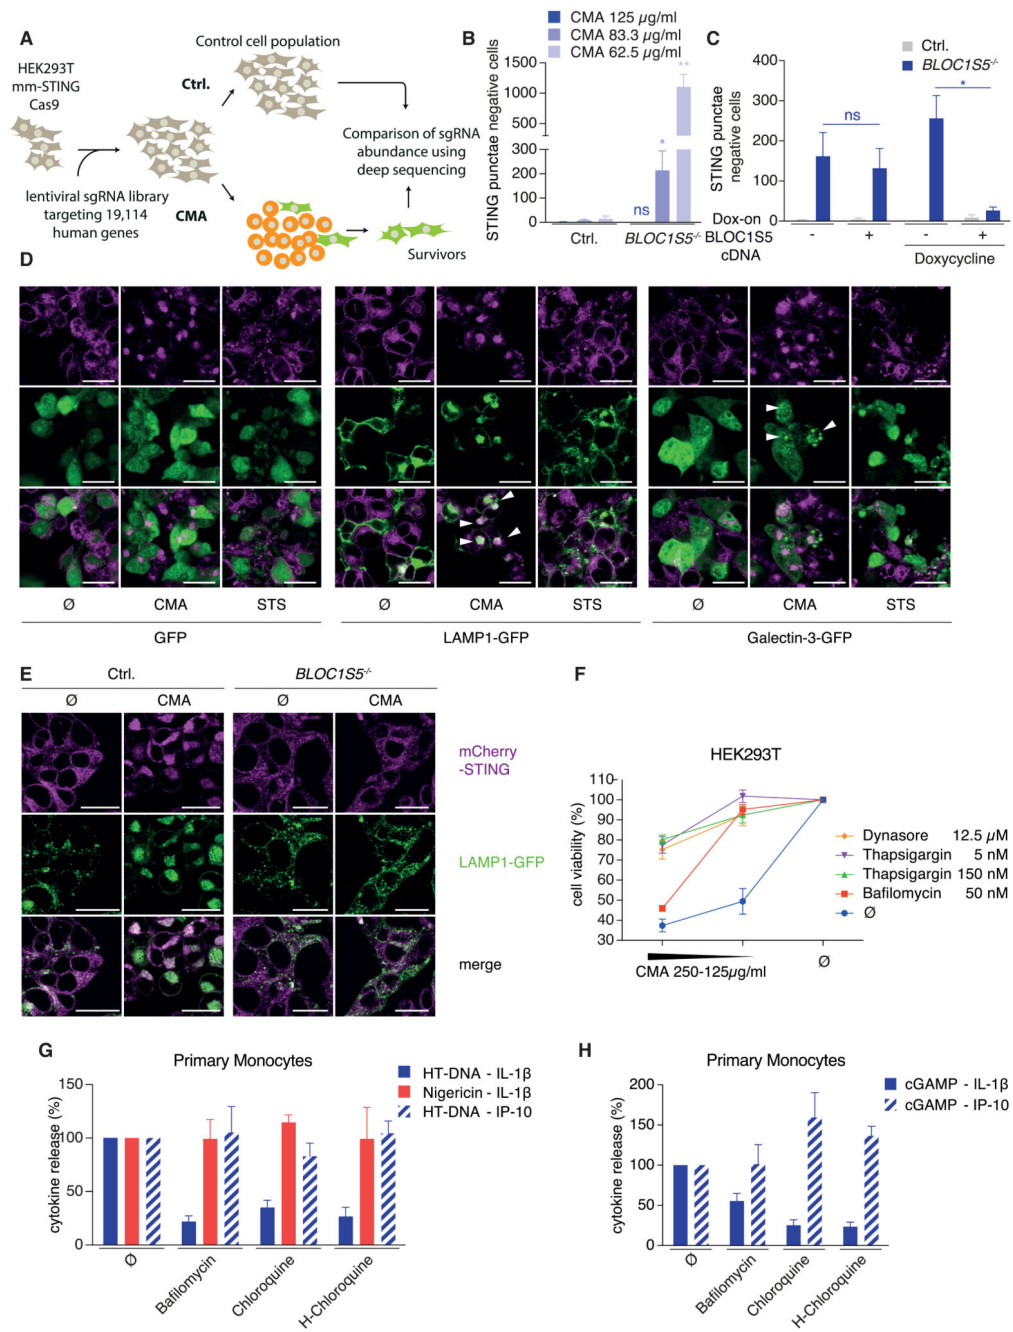 A
HEK293T
mm-STING
Cas9
lentiviral sgRNA library
targeting 19,114
human genes
Control cell population
Ctrl.
CMA
Comparison of sgRNA
abundance using
deep sequencing
Survivors
B
CMA 125 µg/ml
CMA 83.3 µg/ml
CMA 62.5 µg/ml
STING punctae negative cells
1500
1000
500
300
200
100
0
ns
*
**
Ctrl.
BLOC1S5-/-
C
Ctrl.
BLOC1S5-/-
STING punctae
negative cells
400
300
200
100
0
ns
*
Dox-on
BLOC1S5
cDNA
- + - +
Doxycycline
D
Ø CMA STS Ø CMA STS Ø CMA STS
GFP LAMP1-GFP Galectin-3-GFP
E
Ctrl. BLOC1S5-/-
Ø CMA Ø CMA
mCherry
-STING
LAMP1-GFP
merge
F
HEK293T
cell viability (%)
110
100
90
80
70
60
50
40
30
CMA 250-125µg/ml
Ø
Dynasore 12.5 µM
Thapsigargin 5 nM
Thapsigargin 150 nM
Bafilomycin 50 nM
Ø
G
Primary Monocytes
HT-DNA - IL-1β
Nigericin - IL-1β
HT-DNA - IP-10
cytokine release (%)
150
100
50
0
Ø
Bafilomycin
Chloroquine
H-Chloroquine
H
Primary Monocytes
cGAMP - IL-1β
cGAMP - IP-10
cytokine release (%)
200
150
100
50
0
Ø
Bafilomycin
Chloroquine
H-Chloroquine